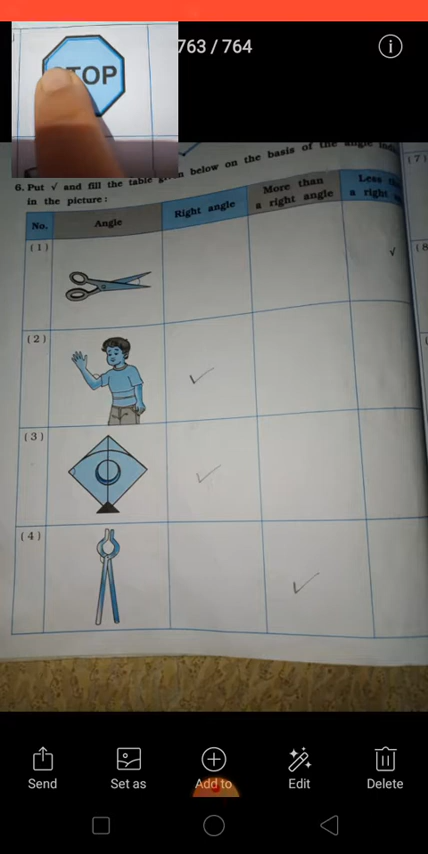 STOP
763 / 764
6. Put √ and fill the table given below on the basis of the angle
in the picture :
No.
Angle
Right angle
More than
a right angle
Less
a right
(1)
√
(2)
(3)
(4)
(7)
(8
Send
Set as
Add to
Edit
Delete